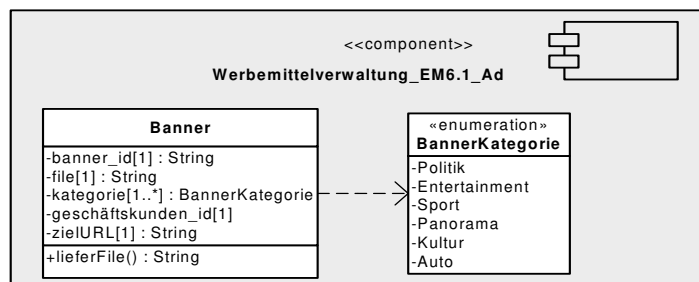 <<component>>
Werbemittelverwaltung_EM6.1_Ad
Banner
-banner_id[1] : String
-file[1] : String
-kategorie[1..*] : BannerKategorie
-geschäftskunden_id[1]
-zielURL[1] : String
+lieferFile() : String
«enumeration»
BannerKategorie
-Politik
-Entertainment
-Sport
-Panorama
-Kultur
-Auto